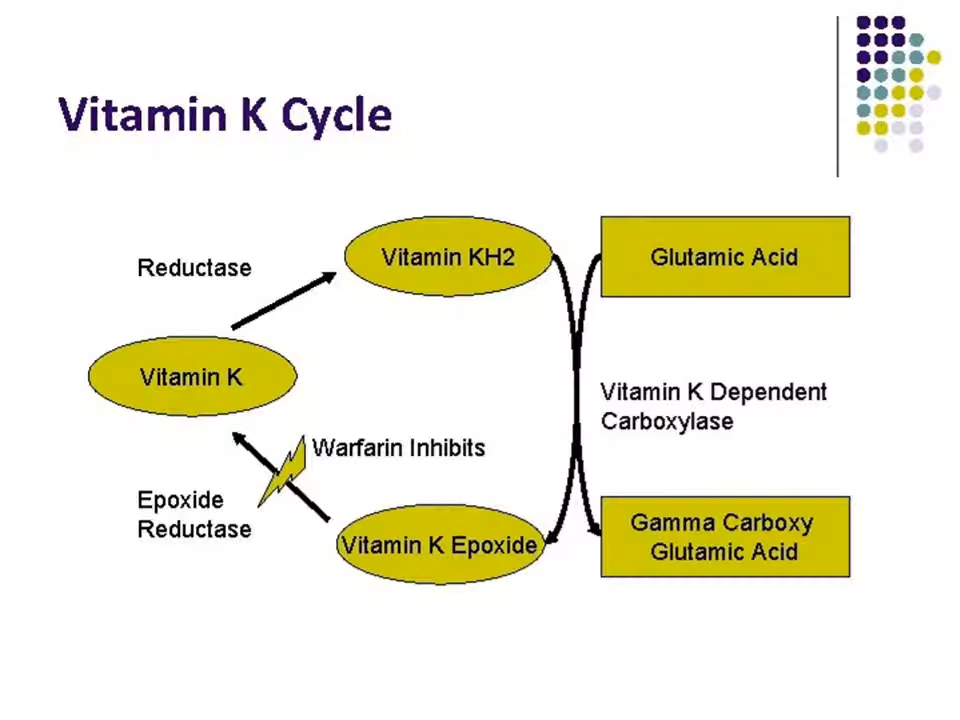 Vitamin K Cycle
Reductase
Vitamin KH2
Glutamic Acid
Vitamin K
Vitamin K Dependent
Carboxylase
Warfarin Inhibits
Epoxide
Reductase
Vitamin K Epoxide
Gamma Carboxy
Glutamic Acid